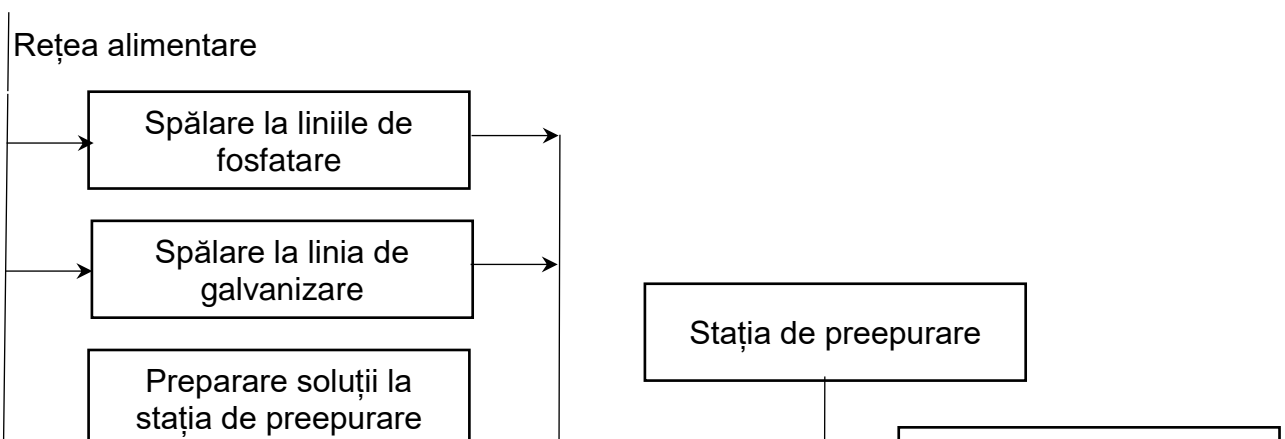 Rețea alimentare
Spălare la liniile de
fosfatare
Spălare la linia de
galvanizare
Stația de preepurare
Preparare soluții la
stația de preepurare